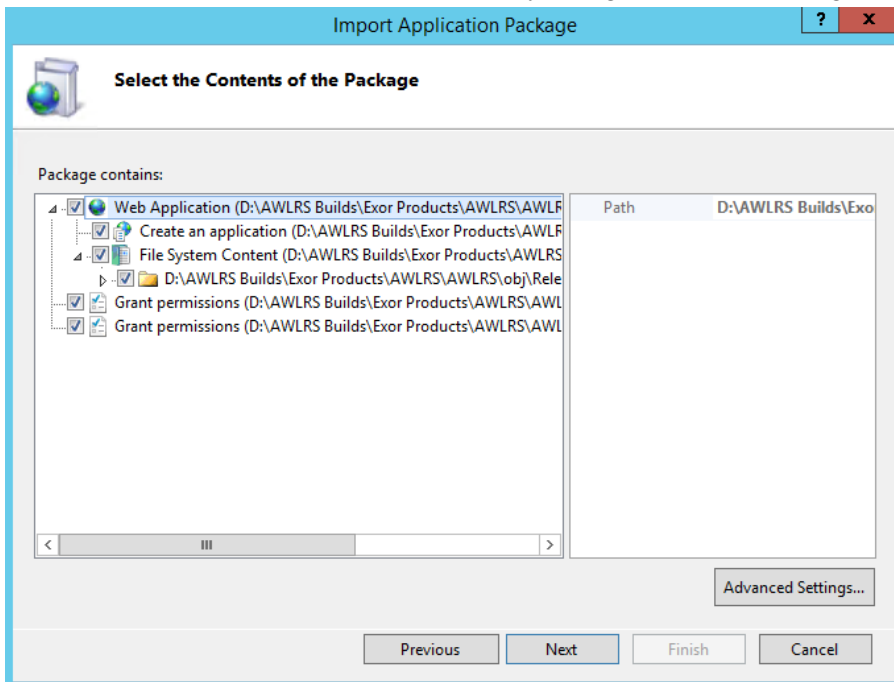 Import Application Package
?
x
Select the Contents of the Package
Package contains:
Web Application (D:\AWLRS Builds\Exor Products\AWLRS\AWLR
Path
D:\AWLRS Builds\Exo
Create an application (D:\AWLRS Builds\Exor Products\AWLR
File System Content (D:\AWLRS Builds\Exor Products\AWLRS
D:\AWLRS Builds\Exor Products\AWLRS\AWLRS\obj\Rele
Grant permissions (D:\AWLRS Builds\Exor Products\AWLRS\AWL
Grant permissions (D:\AWLRS Builds\Exor Products\AWLRS\AWL
Advanced Settings...
Previous
Next
Finish
Cancel